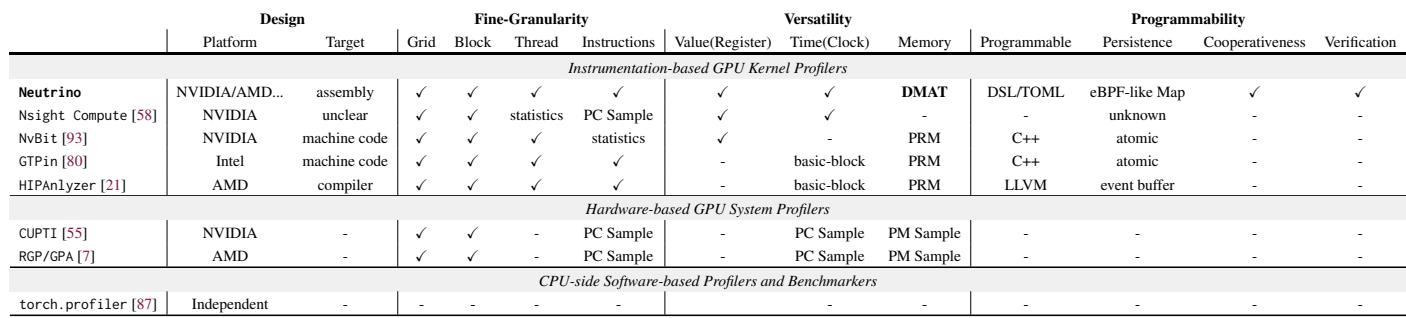 Design Fine-Granularity Versatility Programmability
Platform Target Grid Block Thread Instructions Value(Register) Time(Clock) Memory Programmable Persistence Cooperativeness Verification
Instrumentation-based GPU Kernel Profilers
Neutrino NVIDIA/AMD... assembly ✓ ✓ ✓ ✓ ✓ ✓ DMAT DSL/TOML eBPF-like Map ✓ ✓
Nsight Compute [58] NVIDIA unclear ✓ ✓ statistics PC Sample ✓ ✓ - - unknown - -
NvBit [93] NVIDIA machine code ✓ ✓ ✓ statistics ✓ - PRM C++ atomic - -
GTPin [80] Intel machine code ✓ ✓ ✓ ✓ - basic-block PRM C++ atomic - -
HIPAnlyzer [21] AMD compiler ✓ ✓ ✓ ✓ - basic-block PRM LLVM event buffer - -
Hardware-based GPU System Profilers
CUPTI [55] NVIDIA - ✓ ✓ - PC Sample - PC Sample PM Sample - - - -
RGP/GPA [7] AMD - ✓ ✓ - PC Sample - PC Sample PM Sample - - - -
CPU-side Software-based Profilers and Benchmarkers
torch.profiler [87] Independent - - - - - - - - - - -